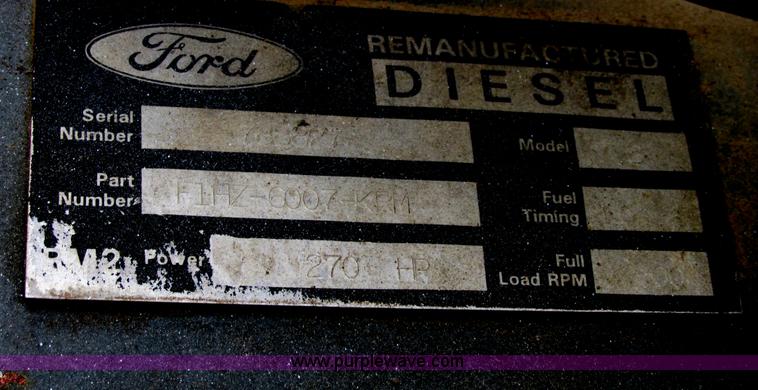 Ford
REMANUFACTURED
DIESEL
Serial
Number
Model
Part
Number F1HZ-6007-KRM
Fuel
Timing
RM2 Power 270 HP
Full
Load RPM
www.purplewave.com